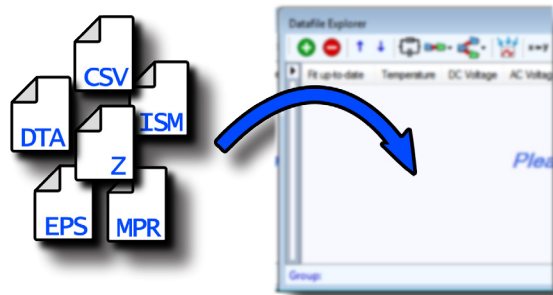 CSV
ISM
DTA
Z
EPS
MPR
Datafile Explorer
Fit up-to-date Temperature DC Voltage AC Voltag
Plea
Group: